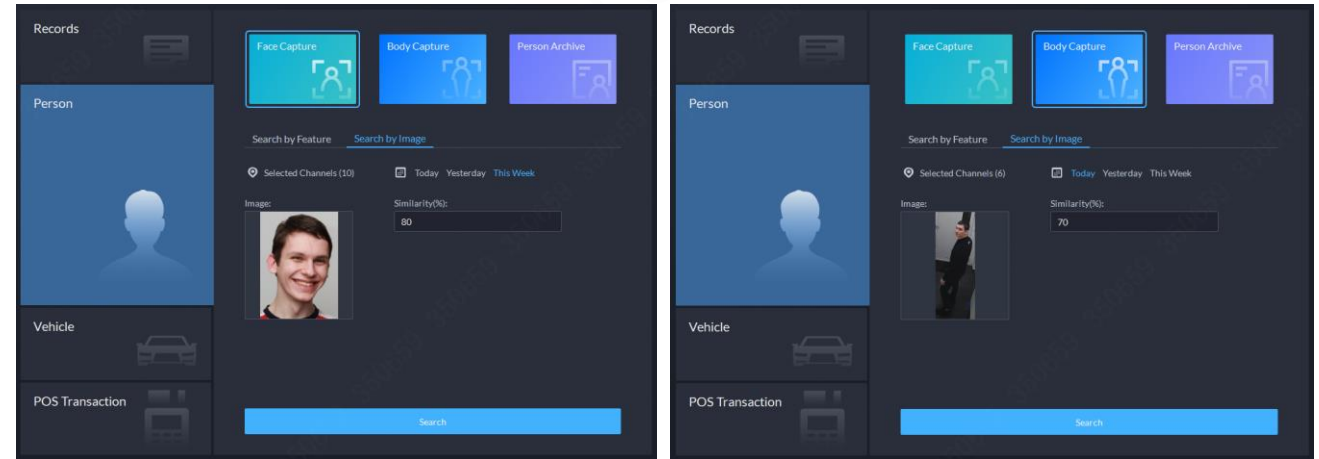 Records
Face Capture
Body Capture
Person Archive
Person
Search by Feature
Search by Image
Selected Channels (10)
Today Yesterday This Week
Image:
Similarity(%):
80
Vehicle
POS Transaction
Search
Records
Face Capture
Body Capture
Person Archive
Person
Search by Feature
Search by Image
Selected Channels (6)
Today Yesterday This Week
Image:
Similarity(%):
70
Vehicle
POS Transaction
Search